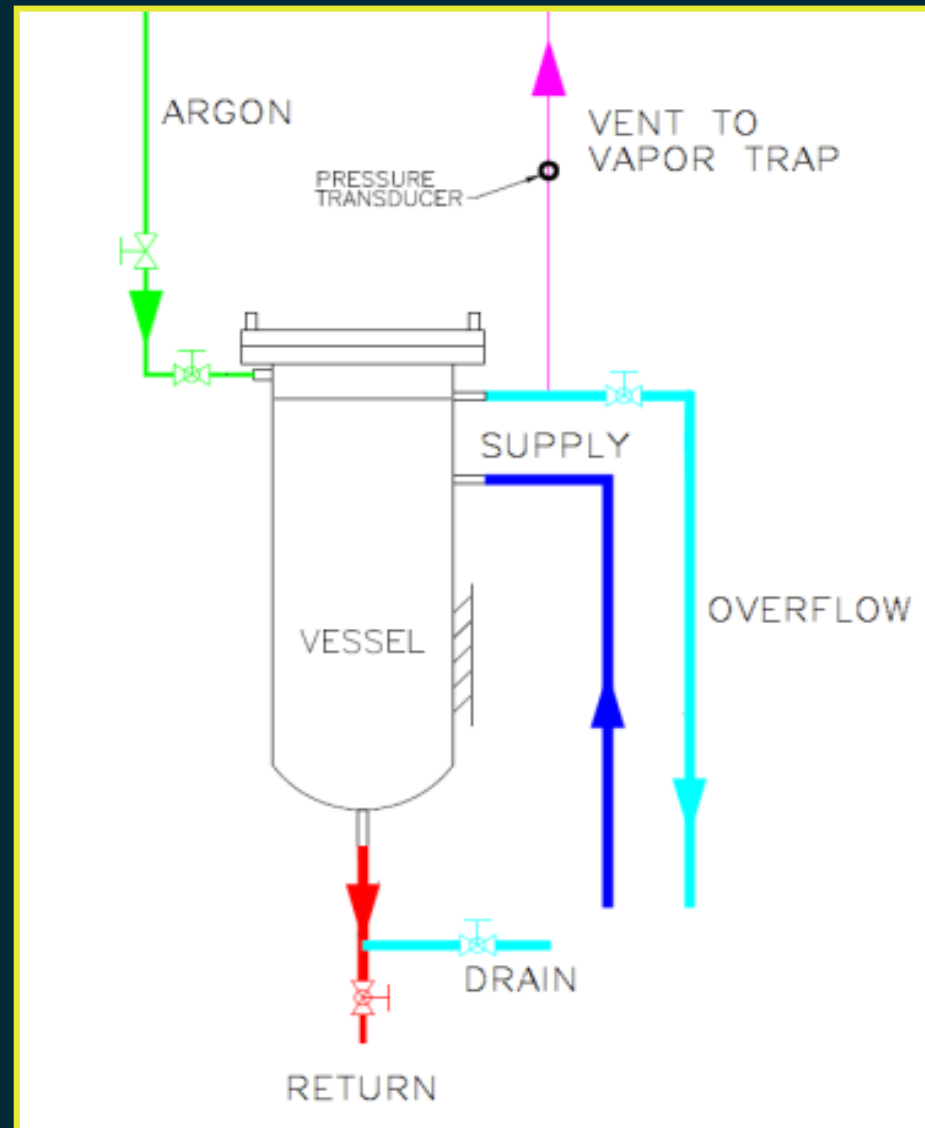 ARGON
VENT TO
VAPOR TRAP
PRESSURE
TRANSDUCER
SUPPLY
OVERFLOW
VESSEL
DRAIN
RETURN